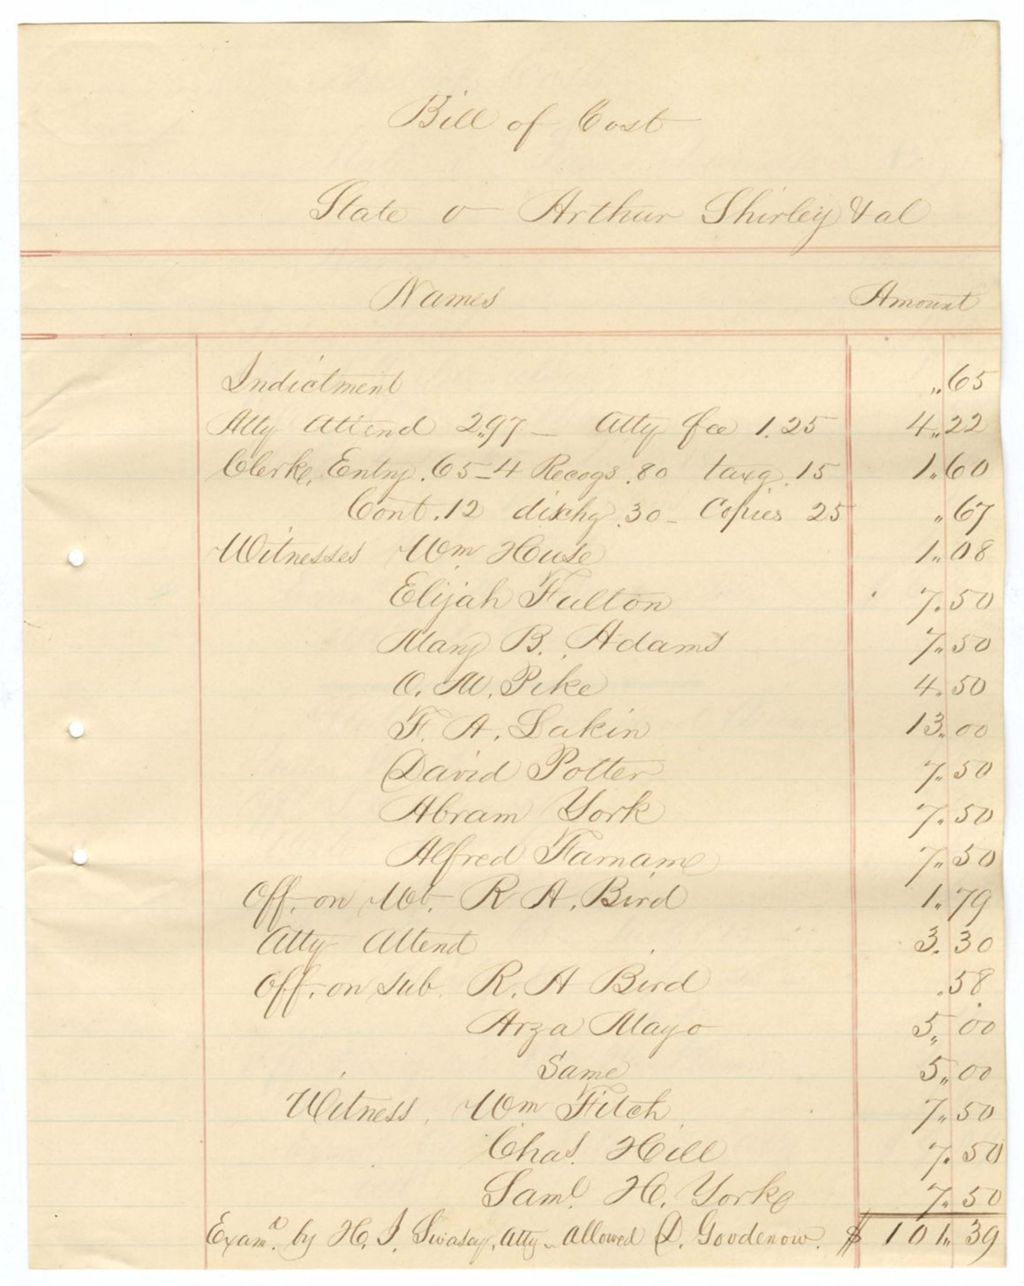 Bill of Cost
State v Arthur Shirley & al
Names Amount
Indictment .65
Atty Attend 2.97 – Atty fee 1.25 4.22
Clerk, Entry .65 – 4 Recogs .80 taxg .15 1.60
Cont. 12 dischg .30 – Copies 25 .67
Witnesses Wm Huse 1.08
Elijah Fulton 7.50
Mary B. Adams 7.50
O. M. Pike 4.50
F. A. Lakin 13.00
David Potter 7.50
Abram York 7.50
Alfred Farnam 7.50
Off. on Wt. R A. Bird 1.79
Atty Attend 3.30
Off. on sub. R. A Bird .58
Arza Mayo 5.00
Same 5.00
Witness, Wm Fitch 7.50
Chas. Hill 7.50
Saml. H. York 7.50
Examd. by H. I. Swasey, Atty – Allowed D. Goodenow. $ 101.39